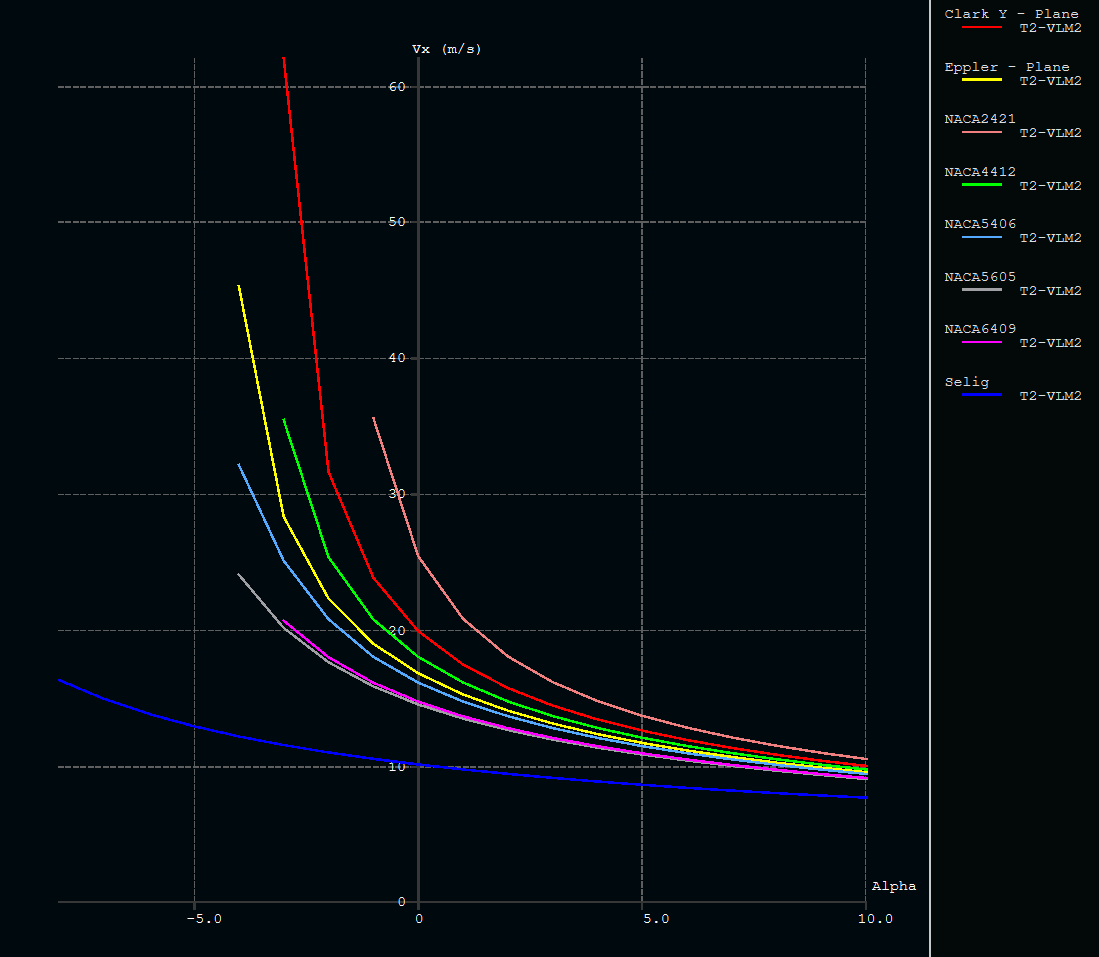 Vx (m/s)
60
50
40
30
20
10
0
Alpha
-5.0
0
5.0
10.0
Clark Y - Plane
T2-VLM2
Eppler - Plane
T2-VLM2
NACA2421
T2-VLM2
NACA4412
T2-VLM2
NACA5406
T2-VLM2
NACA5605
T2-VLM2
NACA6409
T2-VLM2
Selig
T2-VLM2